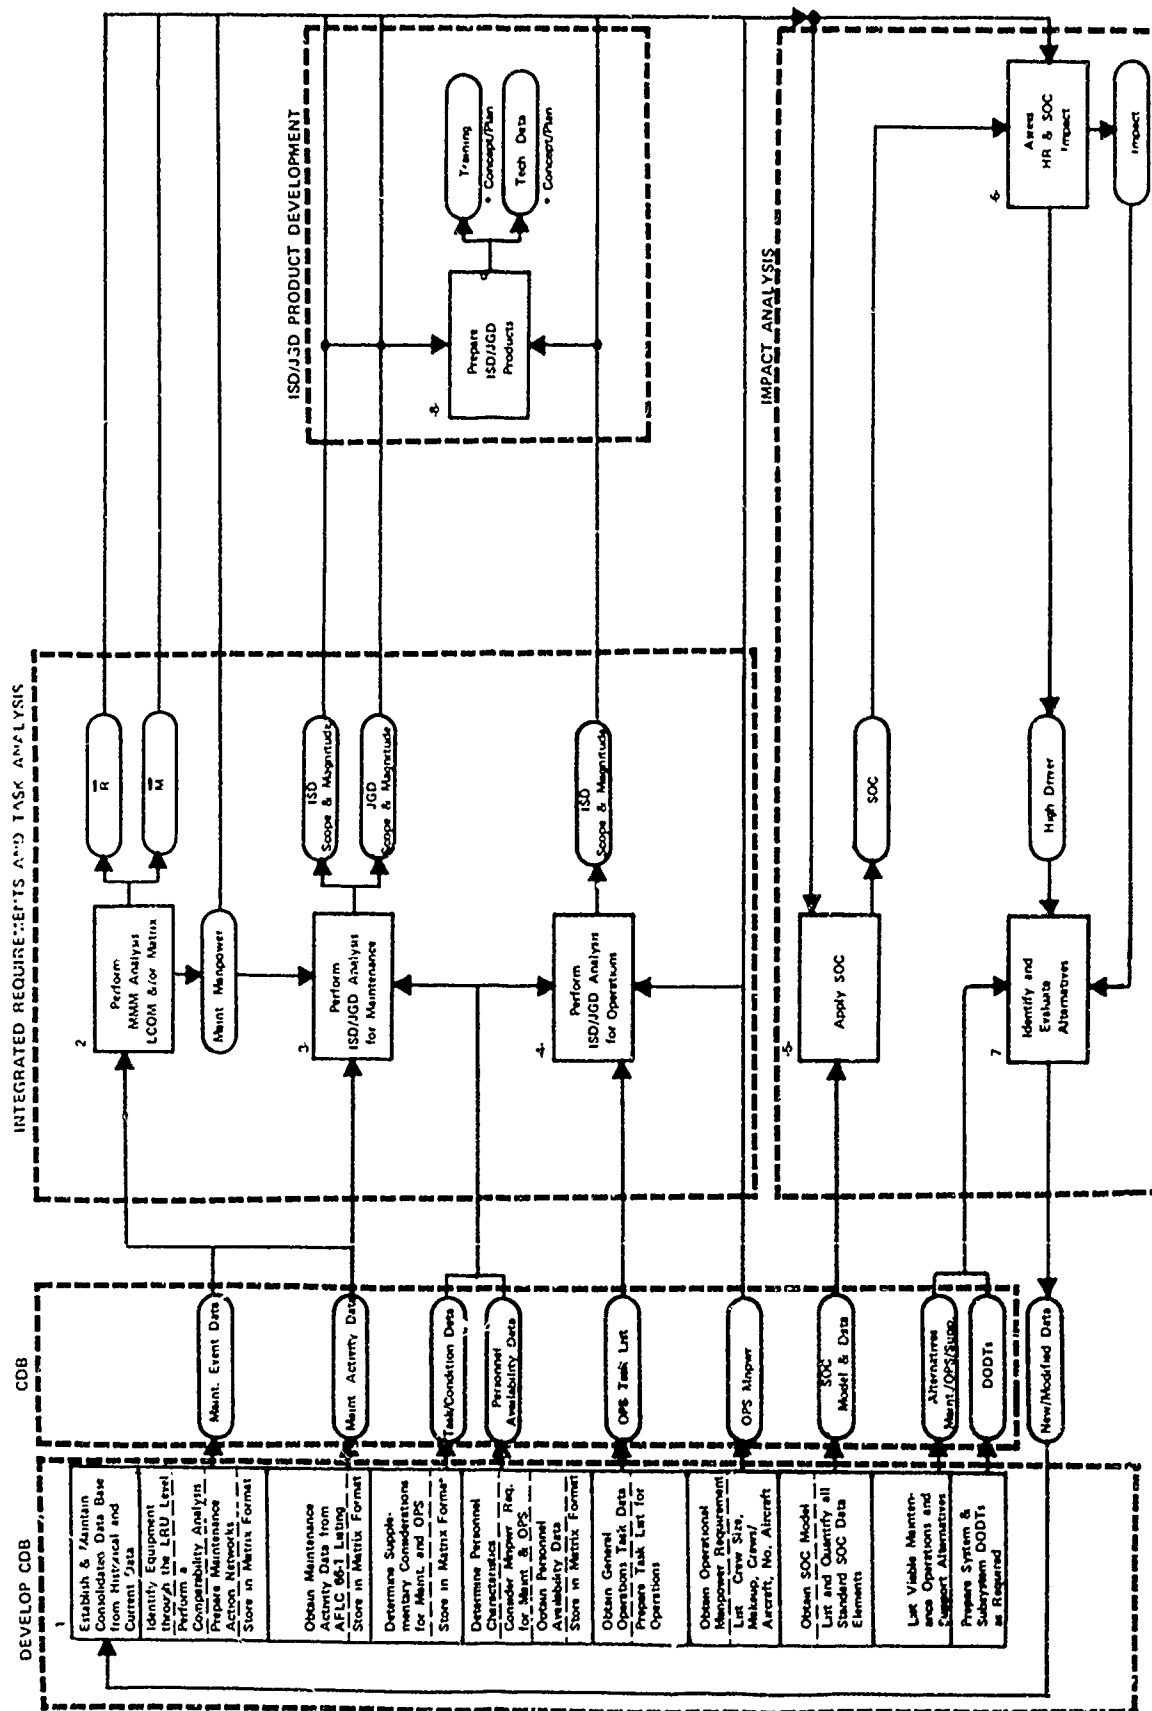 DEVELOP CDB
1
Establish & Maintain
Consolidated Data Base
from Historical and
Current Data
Identify Equipment
through the LRU Level
Perform a
Comparability Analysis
Prepare Maintenance
Action Networks
Store in Matrix Format
Obtain Maintenance
Activity Data from
AFLC 66-1 Listing
Store in Matrix Format
Determine Supple-
mentary Considerations
for Maint. and OPS
Store in Matrix Format
Determine Personnel
Characteristics
Consider Mnpwr Req.
for Maint & OPS
Obtain Personnel
Availability Data
Store in Matrix Format
Obtain General
Operations Task Data
Prepare Task List for
Operations
Obtain Operational
Manpower Requirement
List Crew Size,
Makeup, Crews/
Aircraft, No. Aircraft
Obtain SOC Model
List and Quantify all
Standard SOC Data
Elements
List Viable Mainten-
ance Operations and
Support Alternatives
Prepare System &
Subsystem DODTs
as Required
CDB
Maint. Event Data
Maint Activity Data
Task/Condition Data
Personnel
Availability Data
OPS Task List
OPS Mnpwr
SOC
Model & Data
Alternatives
Maint/OPS/Supp.
DODTs
New/Modified Data
INTEGRATED REQUIREMENTS AND TASK ANALYSIS
2
Perform
MMM Analysis
LCOM &/or Matrix
R
M
Maint Manpower
3-
Perform
ISD/JGD Analysis
for Maintenance
ISD
Scope & Magnitude
JGD
Scope & Magnitude
-4-
Perform
ISD/JGD Analysis
for Operations
ISD
Scope & Magnitude
ISD/JGD PRODUCT DEVELOPMENT
-8-
Prepare
ISD/JGD
Products
Training
• Concept/Plan
Tech Data
• Concept/Plan
IMPACT ANALYSIS
-5-
Apply SOC
SOC
-6-
Assess
HR & SOC
Impact
Impact
High Driver
7
Identify and
Evaluate
Alternatives